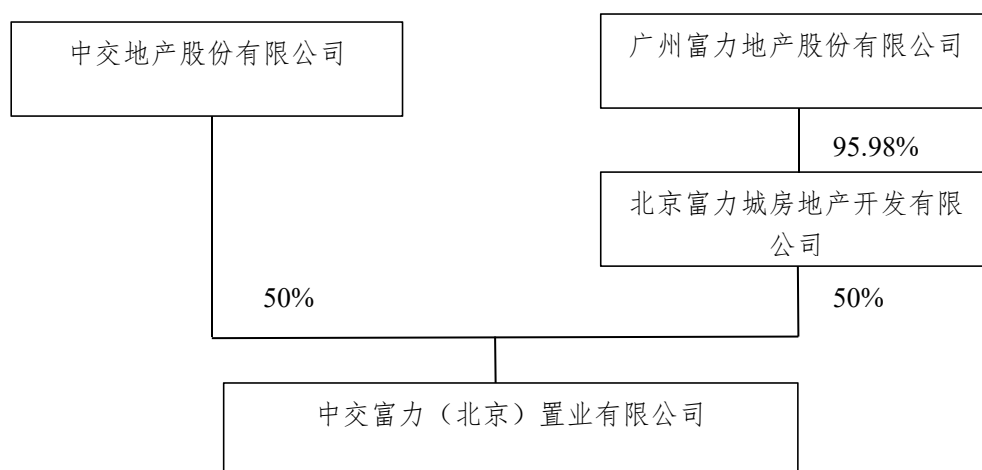 中交地产股份有限公司
广州富力地产股份有限公司
95.98%
北京富力城房地产开发有限
公司
50%
50%
中交富力（北京）置业有限公司